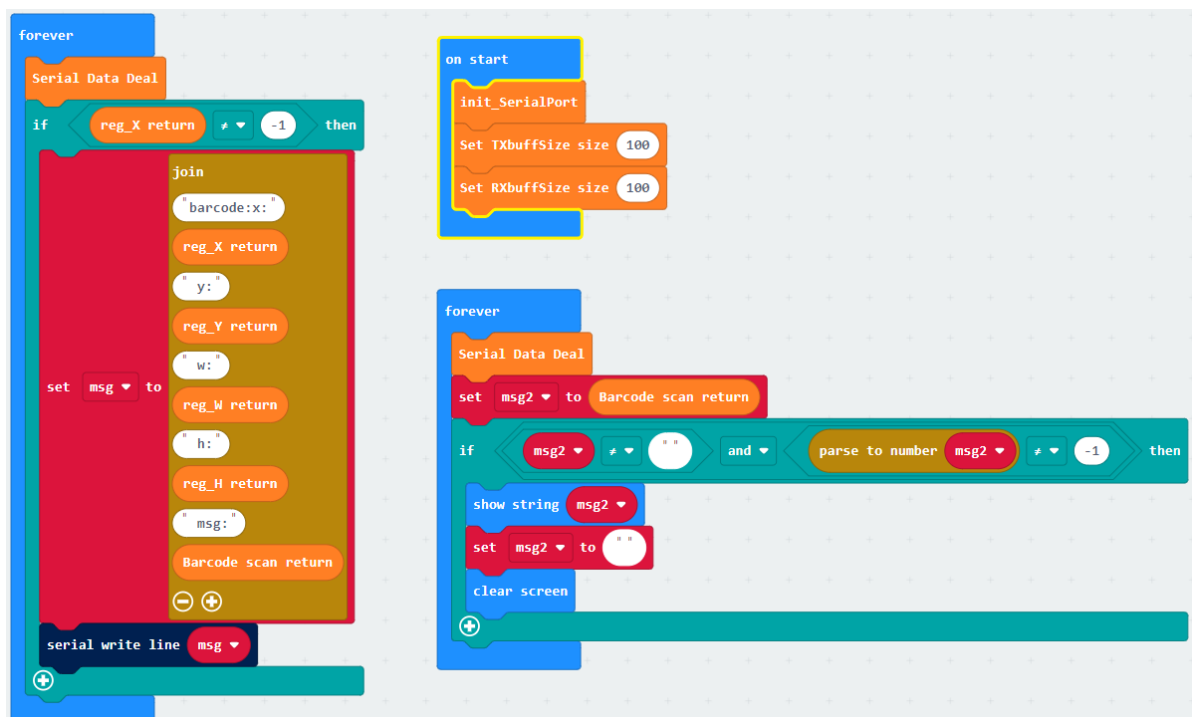 forever
Serial Data Deal
if reg_X return ≠ -1 then
set msg to
join
"barcode:x:"
reg_X return
" y:"
reg_Y return
" w:"
reg_W return
" h:"
reg_H return
" msg:"
Barcode scan return
serial write line msg
on start
init_SerialPort
Set TXbuffSize size 100
Set RXbuffSize size 100
forever
Serial Data Deal
set msg2 to Barcode scan return
if msg2 ≠ "" and parse to number msg2 ≠ -1 then
show string msg2
set msg2 to ""
clear screen